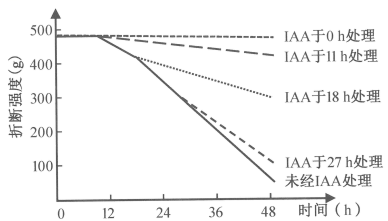 500
400
300
200
100
折断强度(g)
IAA于0 h处理
IAA于11 h处理
IAA于18 h处理
IAA于27 h处理
未经IAA处理
0 12 24 36 48 时间(h)